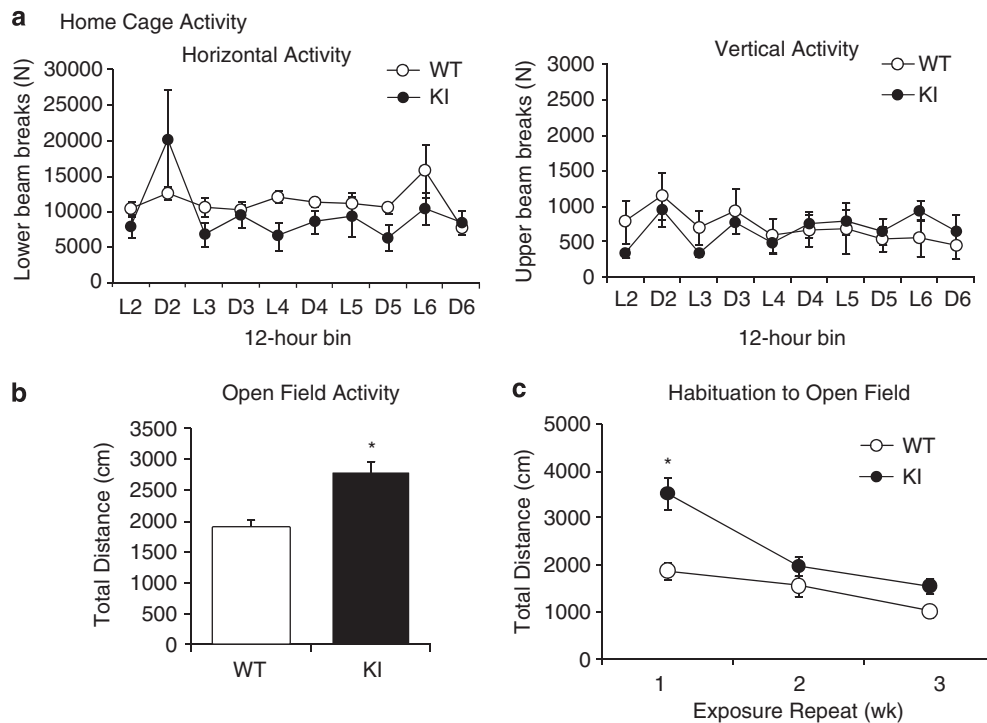 a Home Cage Activity
Horizontal Activity
Lower beam breaks (N)
30000
25000
20000
15000
10000
5000
0
WT
KI
L2 D2 L3 D3 L4 D4 L5 D5 L6 D6
12-hour bin
Vertical Activity
Upper beam breaks (N)
3000
2500
2000
1500
1000
500
0
WT
KI
L2 D2 L3 D3 L4 D4 L5 D5 L6 D6
12-hour bin
b Open Field Activity
Total Distance (cm)
3500
3000
2500
2000
1500
1000
500
0
*
WT KI
c Habituation to Open Field
Total Distance (cm)
5000
4000
3000
2000
1000
0
*
WT
KI
1 2 3
Exposure Repeat (wk)